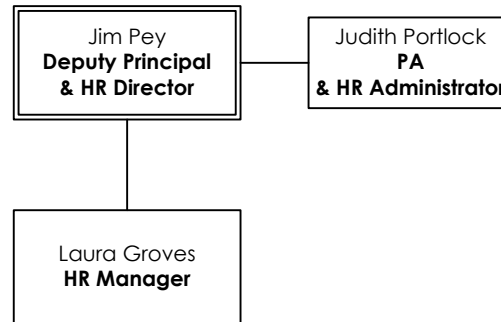 Jim Pey
Deputy Principal
& HR Director
Judith Portlock
PA
& HR Administrator
Laura Groves
HR Manager